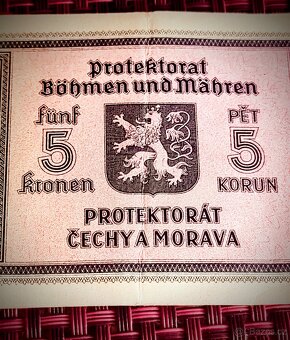 Protektorat
Böhmen und Mähren
fünf PĚT
5 5
Kronen KORUN
PROTEKTORÁT
ČECHY A MORAVA